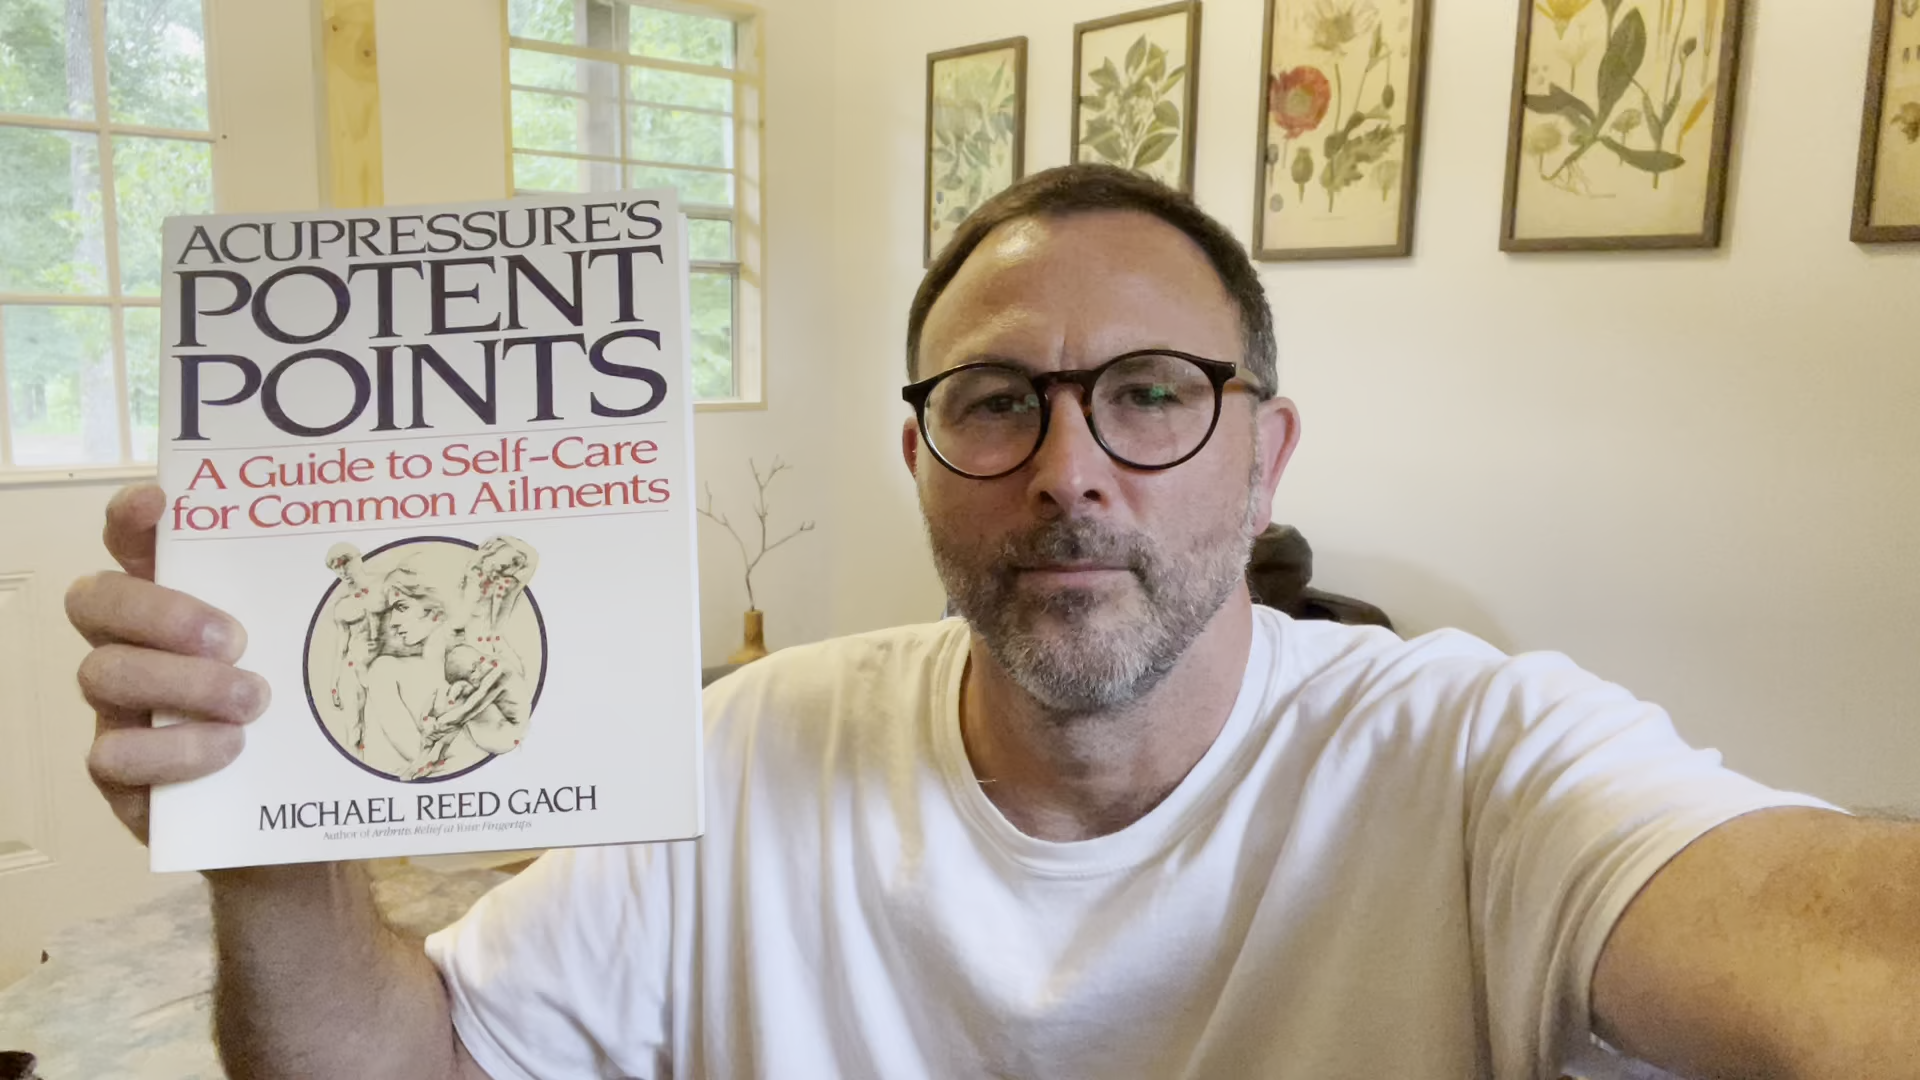 ACUPRESSURE'S
POTENT
POINTS
A Guide to Self-Care
for Common Ailments
MICHAEL REED GACH
Author of Arthritis Relief at Your Fingertips